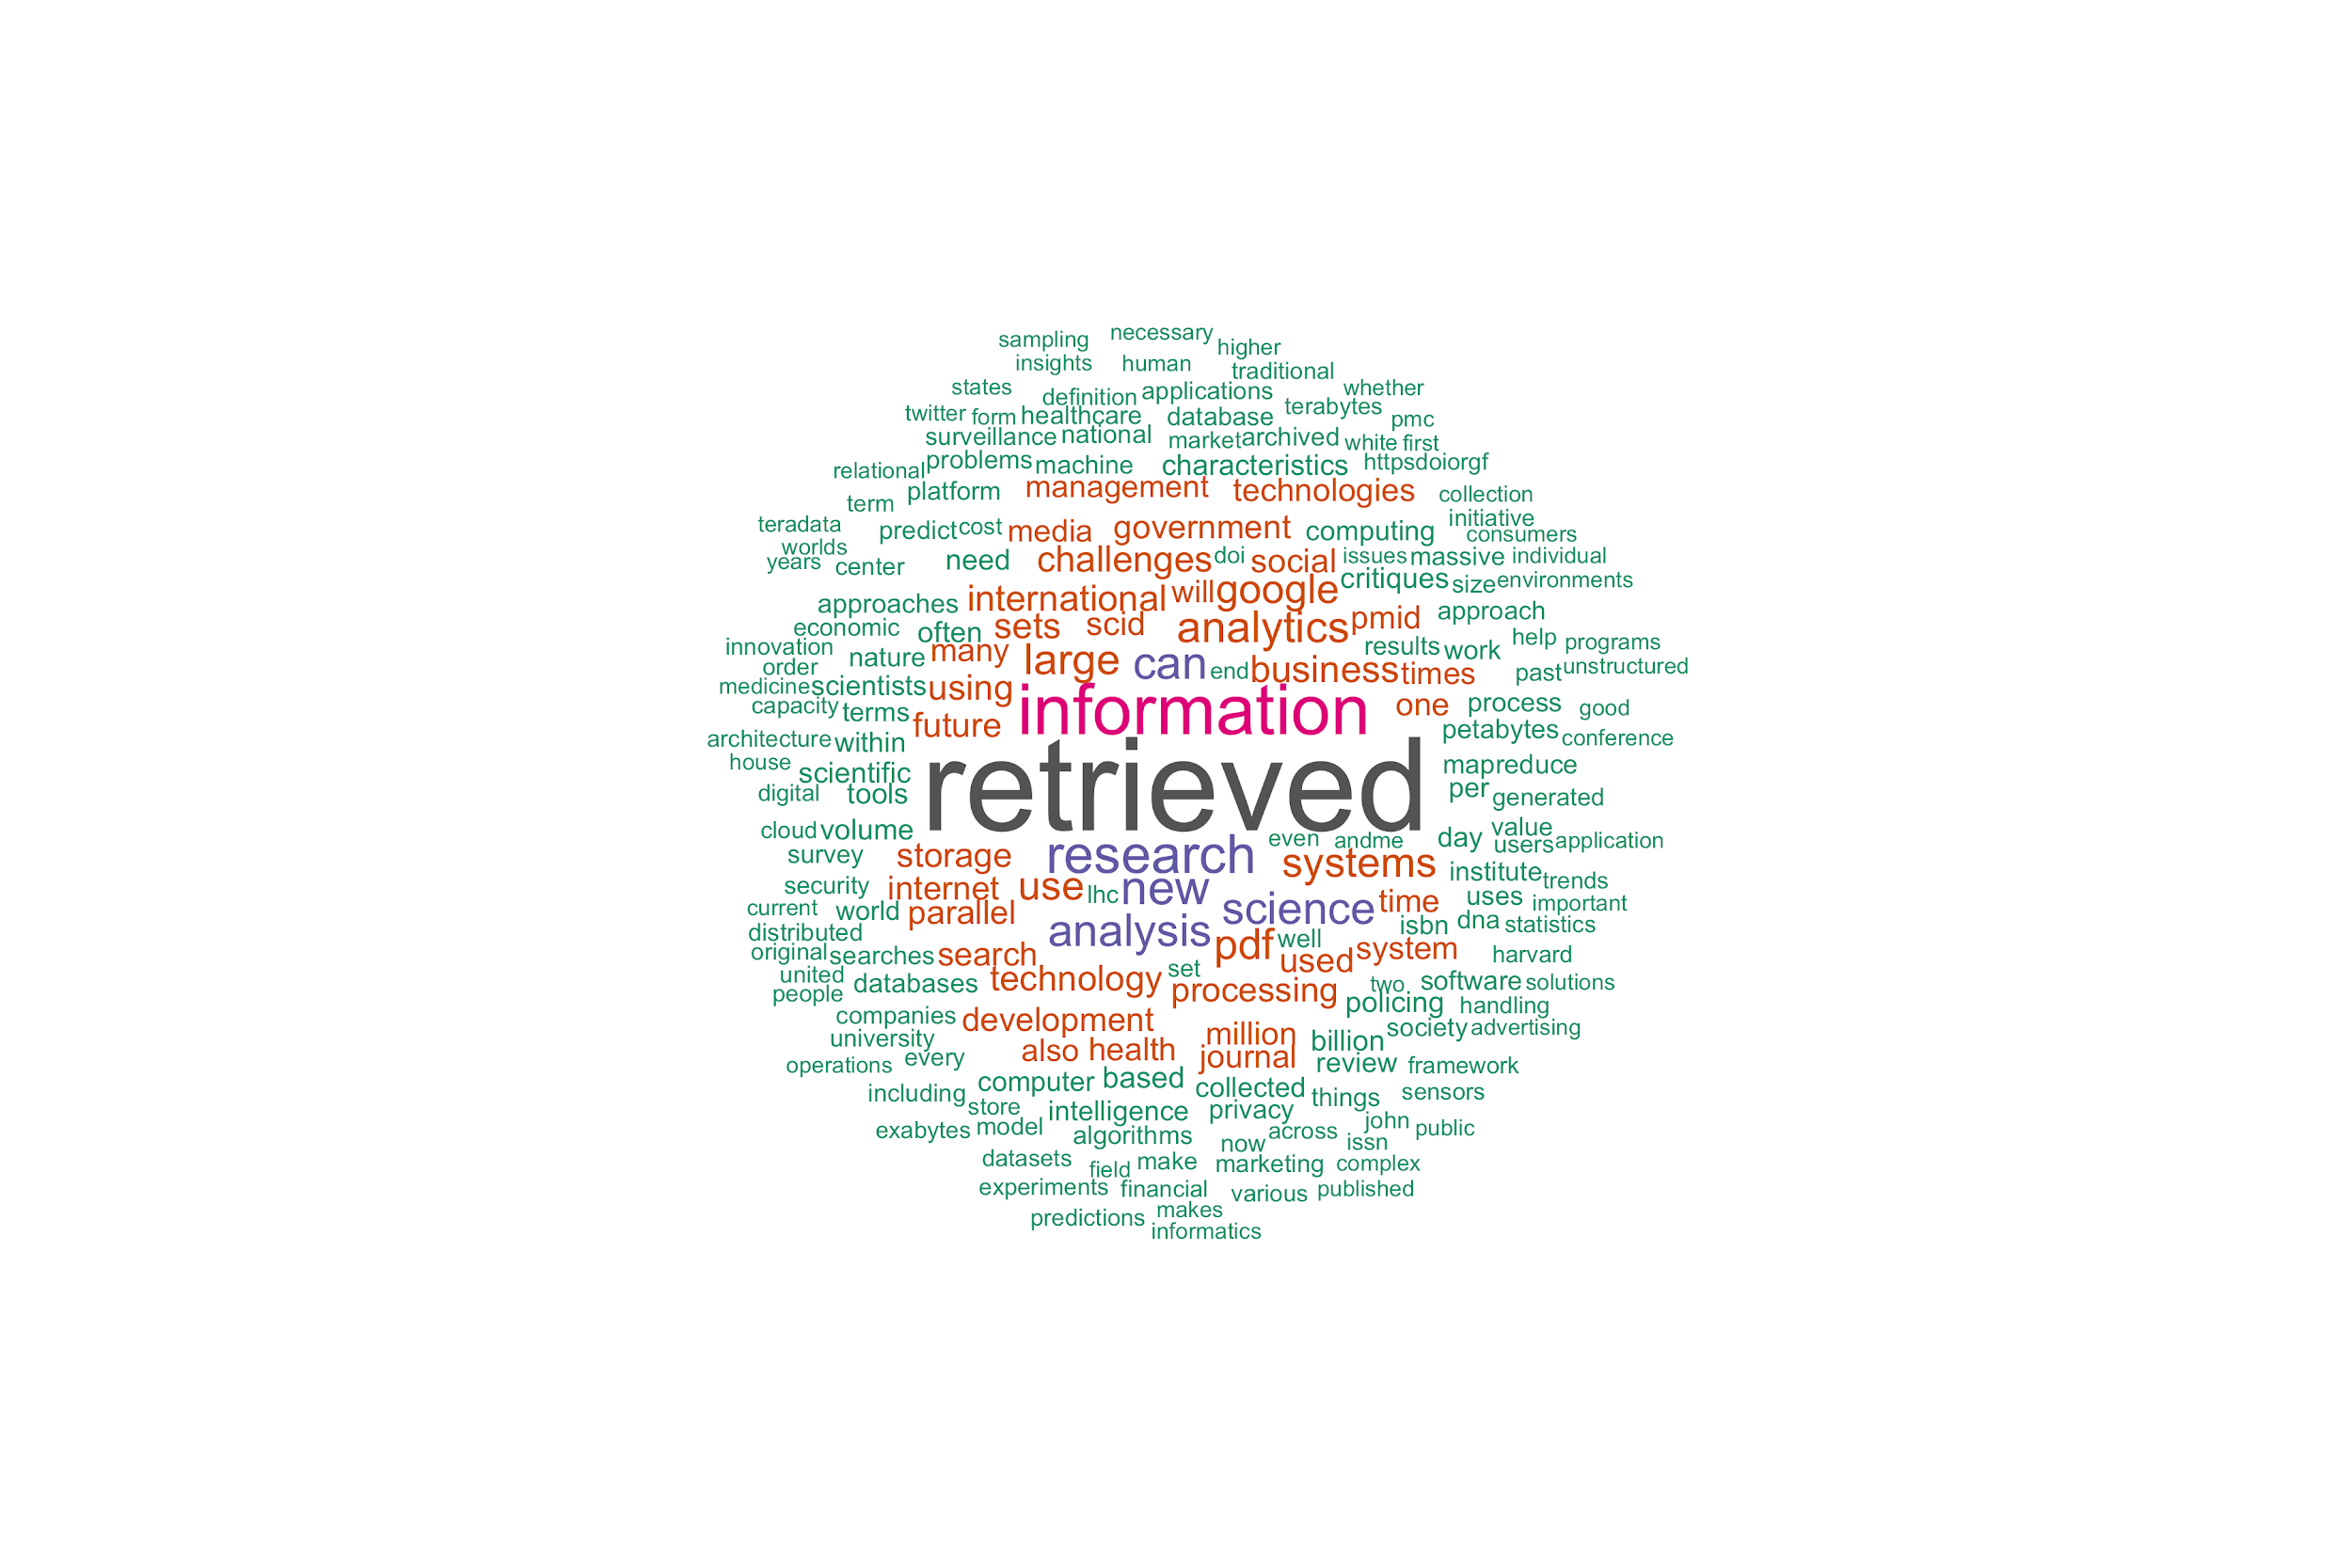 sampling necessary higher
insights human traditional
states definition applications whether
twitter form healthcare database terabytes pmc
surveillance national market archived white first
relational problems machine characteristics httpsdoiorgf
term platform management technologies collection
teradata predict cost media government computing initiative consumers
worlds
years center need challenges doi social issues massive individual
approaches international will google critiques size environments
economic often sets scid analytics pmid approach
innovation nature many large can end business times results work help programs
order past unstructured
medicine scientists using information one process good
capacity terms future petabytes conference
architecture within
house scientific retrieved mapreduce
digital tools per generated
cloud volume even andme day value
survey storage research systems users application
security internet use lhc new institute trends
current world parallel science time uses important
distributed analysis isbn dna statistics
original searches search pdf well used system harvard
united databases technology set processing two software solutions
people policing handling
companies development million society advertising
university also health journal billion
operations every review framework
including computer based collected things sensors
store intelligence privacy
exabytes model algorithms now across john public
issn
datasets field make marketing complex
experiments financial various published
predictions makes
informatics